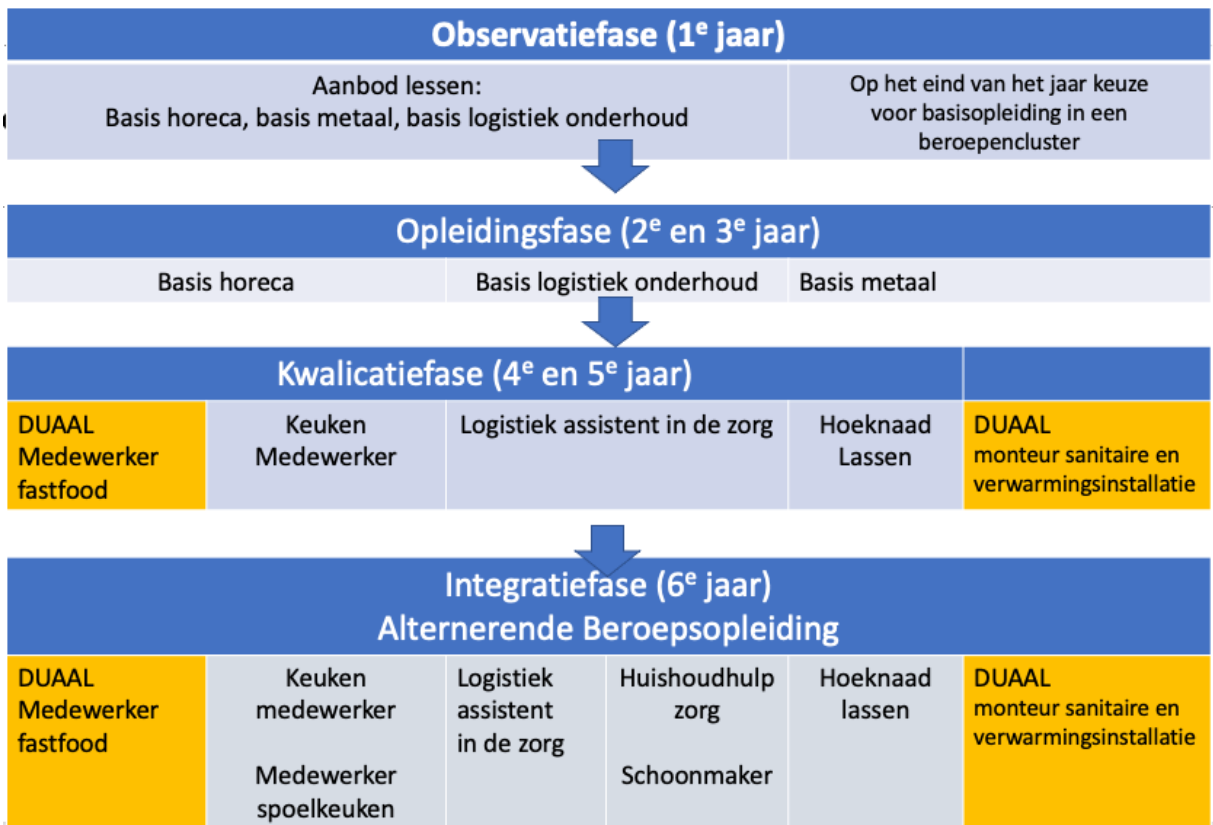 Observatiefase (1e jaar)
Aanbod lessen:
Basis horeca, basis metaal, basis logistiek onderhoud
Op het eind van het jaar keuze
voor basisopleiding in een
beroepencluster
Opleidingsfase (2e en 3e jaar)
Basis horeca
Basis logistiek onderhoud
Basis metaal
Kwalicatiefase (4e en 5e jaar)
DUAAL
Medewerker
fastfood
Keuken
Medewerker
Logistiek assistent in de zorg
Hoeknaad
Lassen
DUAAL
monteur sanitaire en
verwarmingsinstallatie
Integratiefase (6e jaar)
Alternerende Beroepsopleiding
DUAAL
Medewerker
fastfood
Keuken
medewerker
Medewerker
spoelkeuken
Logistiek
assistent
in de zorg
Huishoudhulp
zorg
Schoonmaker
Hoeknaad
lassen
DUAAL
monteur sanitaire en
verwarmingsinstallatie